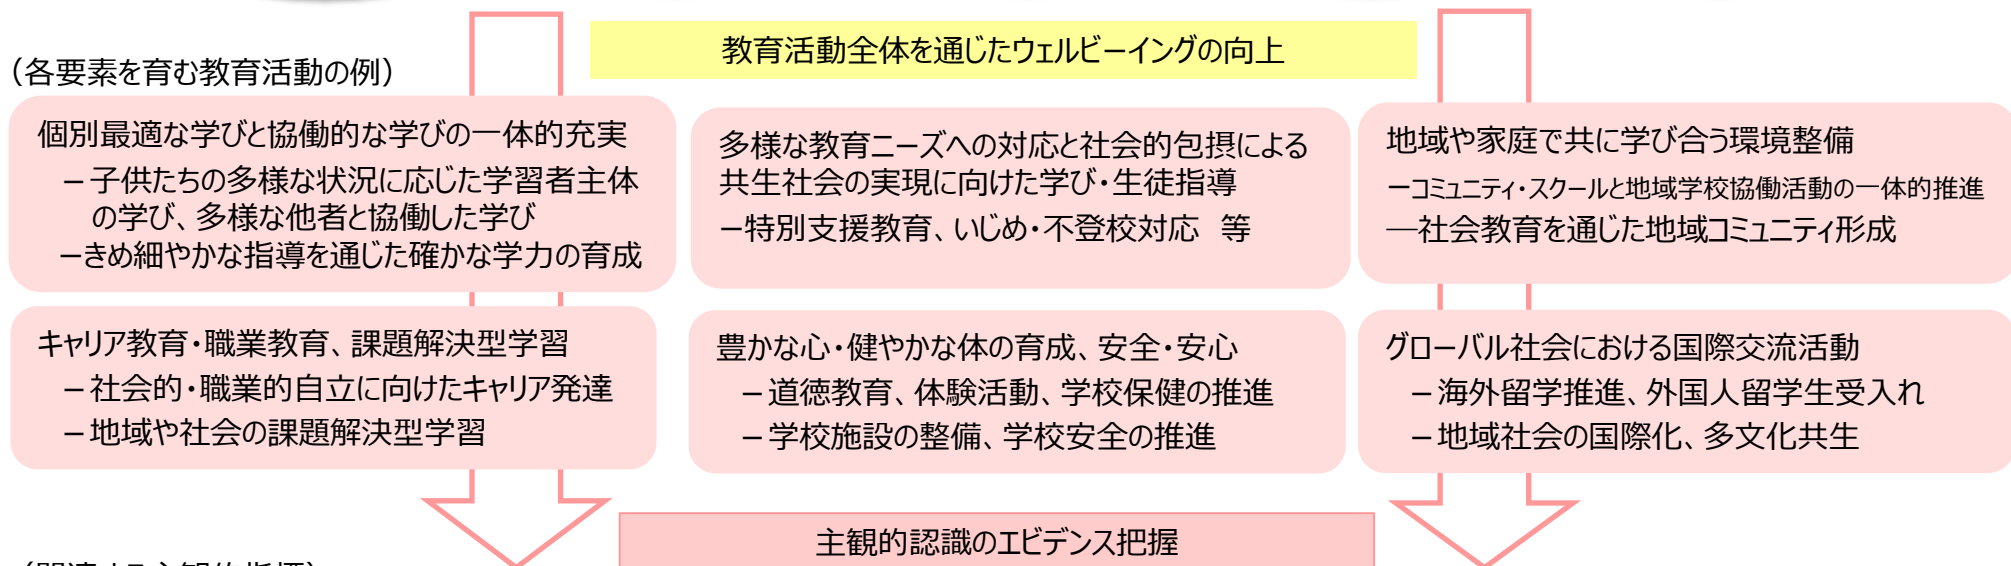 教育活動全体を通じたウェルビーイングの向上
（各要素を育む教育活動の例）
個別最適な学びと協働的な学びの一体的充実
－子供たちの多様な状況に応じた学習者主体
の学び、多様な他者と協働した学び
－きめ細やかな指導を通じた確かな学力の育成
多様な教育ニーズへの対応と社会的包摂による
共生社会の実現に向けた学び・生徒指導
－特別支援教育、いじめ・不登校対応　等
地域や家庭で共に学び合う環境整備
－コミュニティ・スクールと地域学校協働活動の一体的推進
―社会教育を通じた地域コミュニティ形成
キャリア教育・職業教育、課題解決型学習
－社会的・職業的自立に向けたキャリア発達
－地域や社会の課題解決型学習
豊かな心・健やかな体の育成、安全・安心
－道徳教育、体験活動、学校保健の推進
－学校施設の整備、学校安全の推進
グローバル社会における国際交流活動
－海外留学推進、外国人留学生受入れ
－地域社会の国際化、多文化共生
主観的認識のエビデンス把握